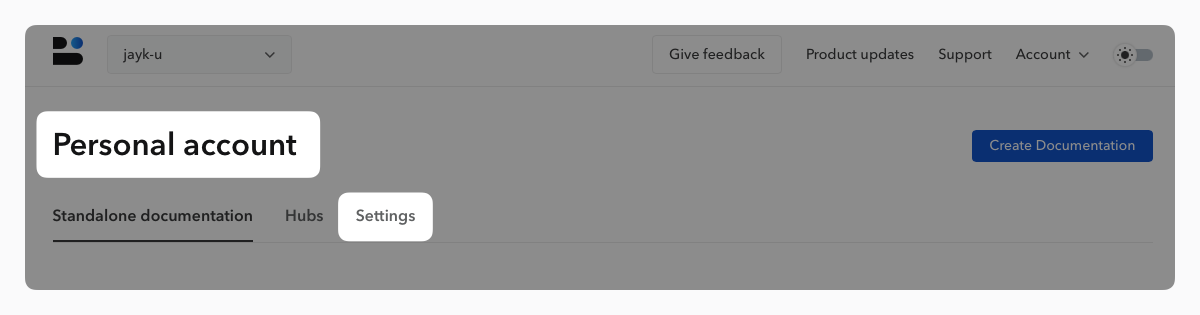 jayk-u
Give feedback
Product updates
Support
Account
Personal account
Create Documentation
Standalone documentation
Hubs
Settings